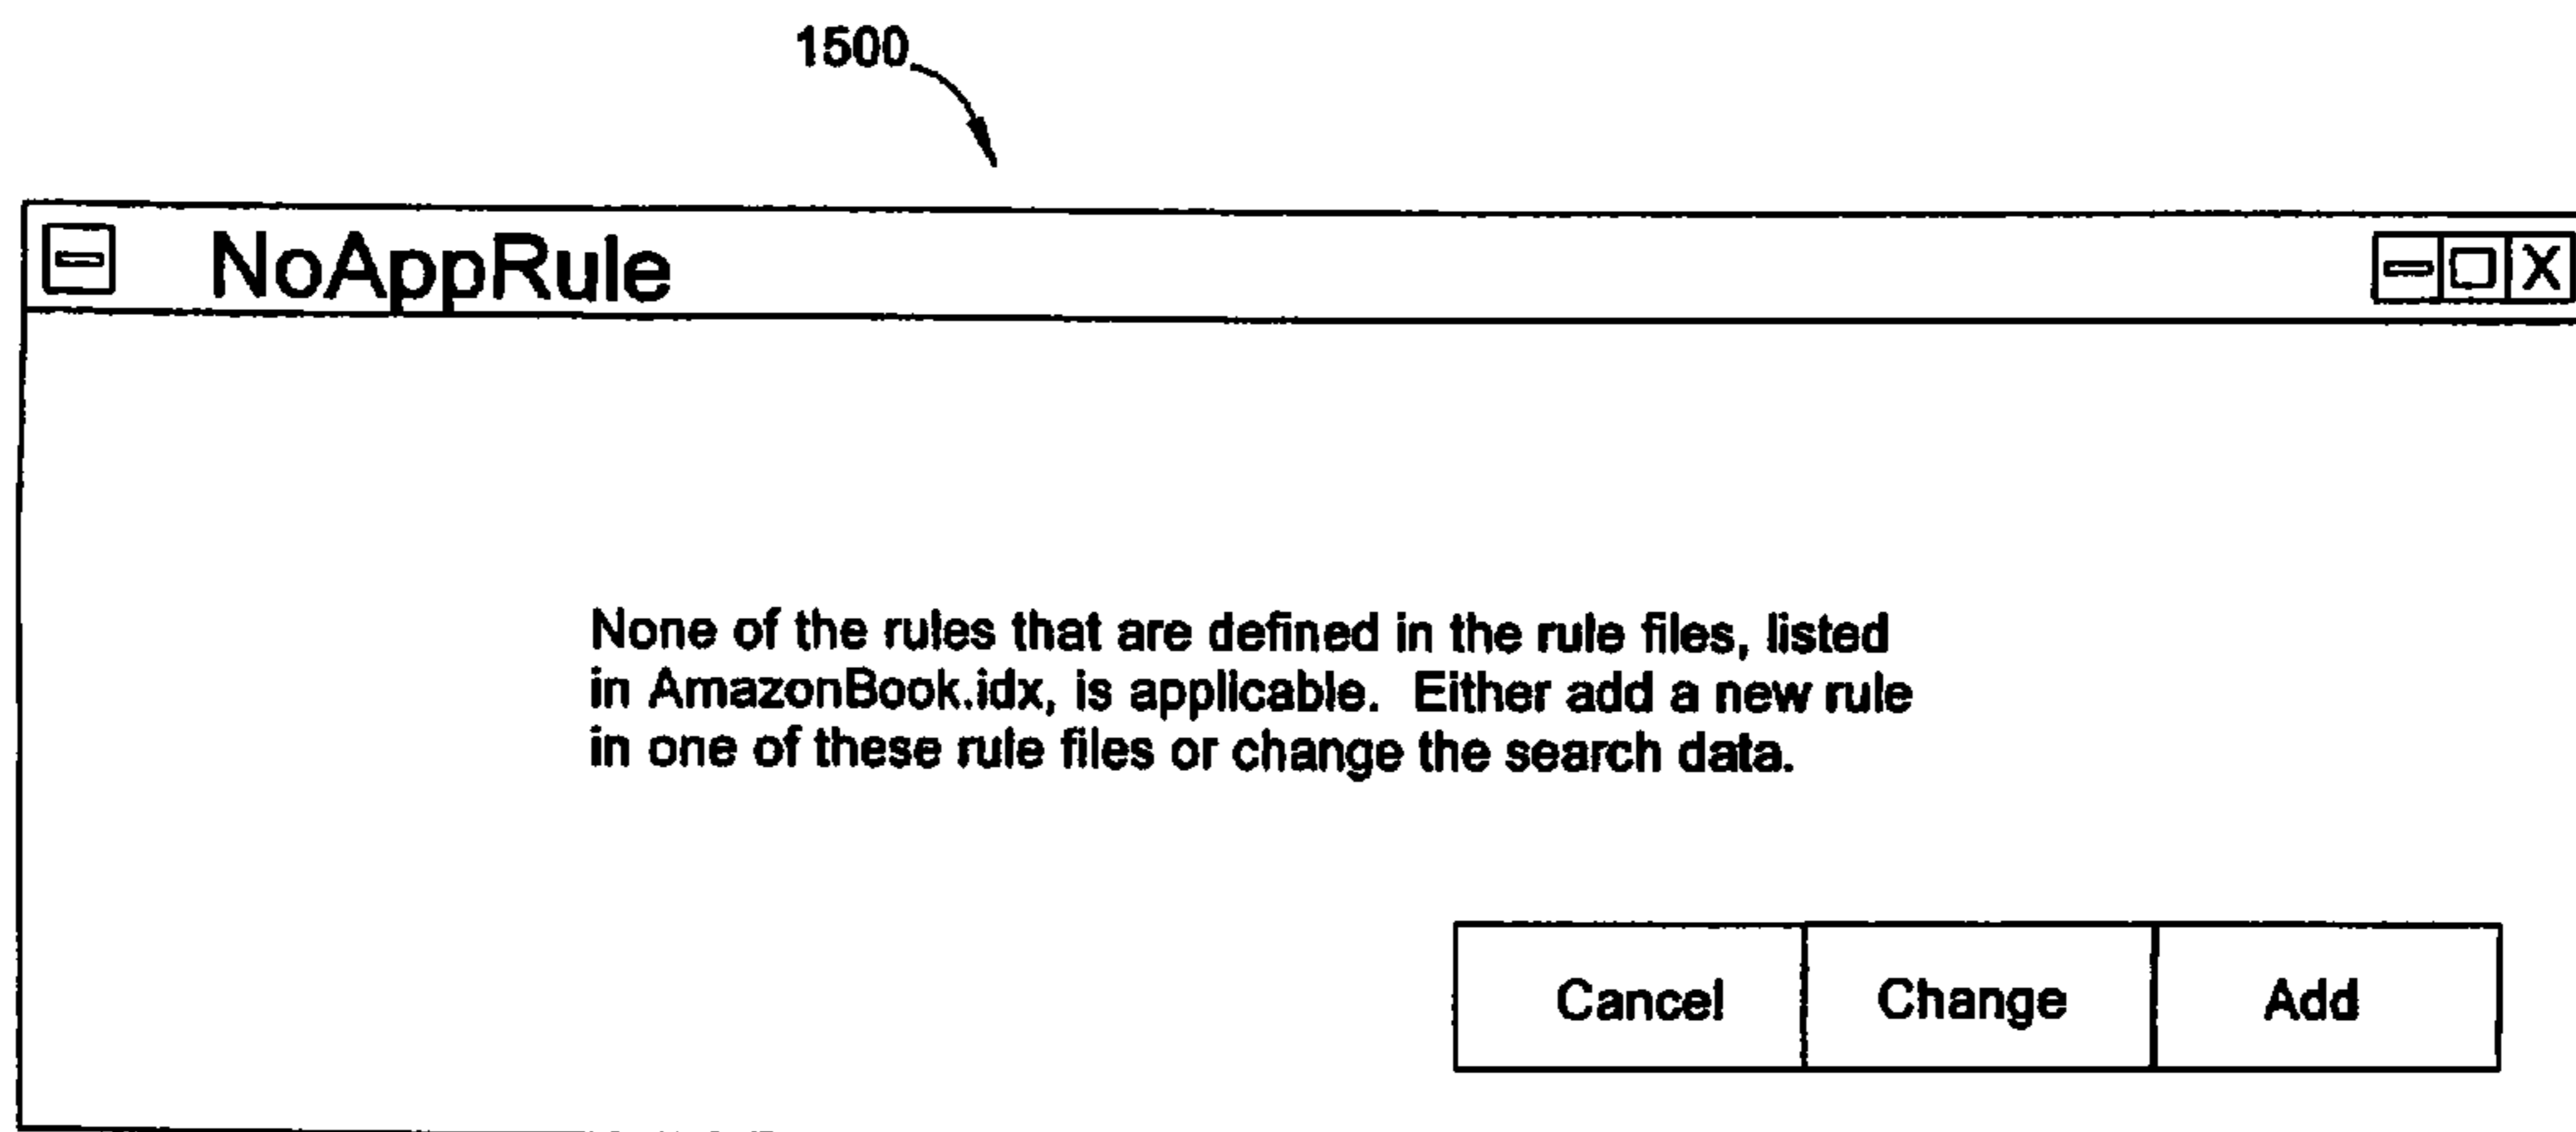 1500
NoAppRule
None of the rules that are defined in the rule files, listed
in AmazonBook.idx, is applicable. Either add a new rule
in one of these rule files or change the search data.
Cancel Change Add